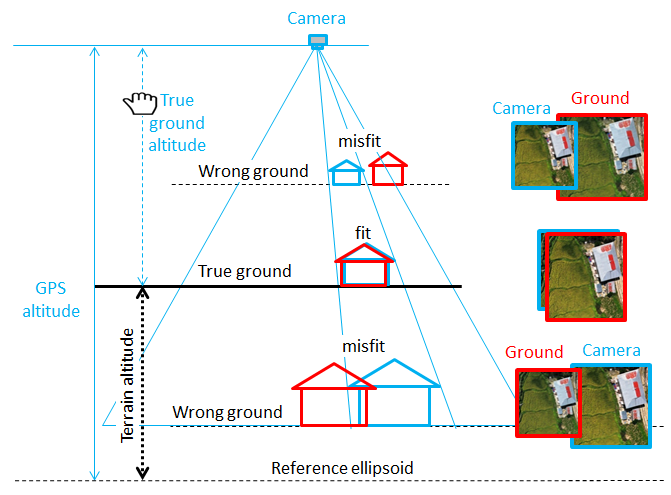 Camera
True
ground
altitude
Ground
Camera
misfit
Wrong ground
fit
True ground
GPS
altitude
Terrain altitude
misfit
Ground
Camera
Wrong ground
Reference ellipsoid